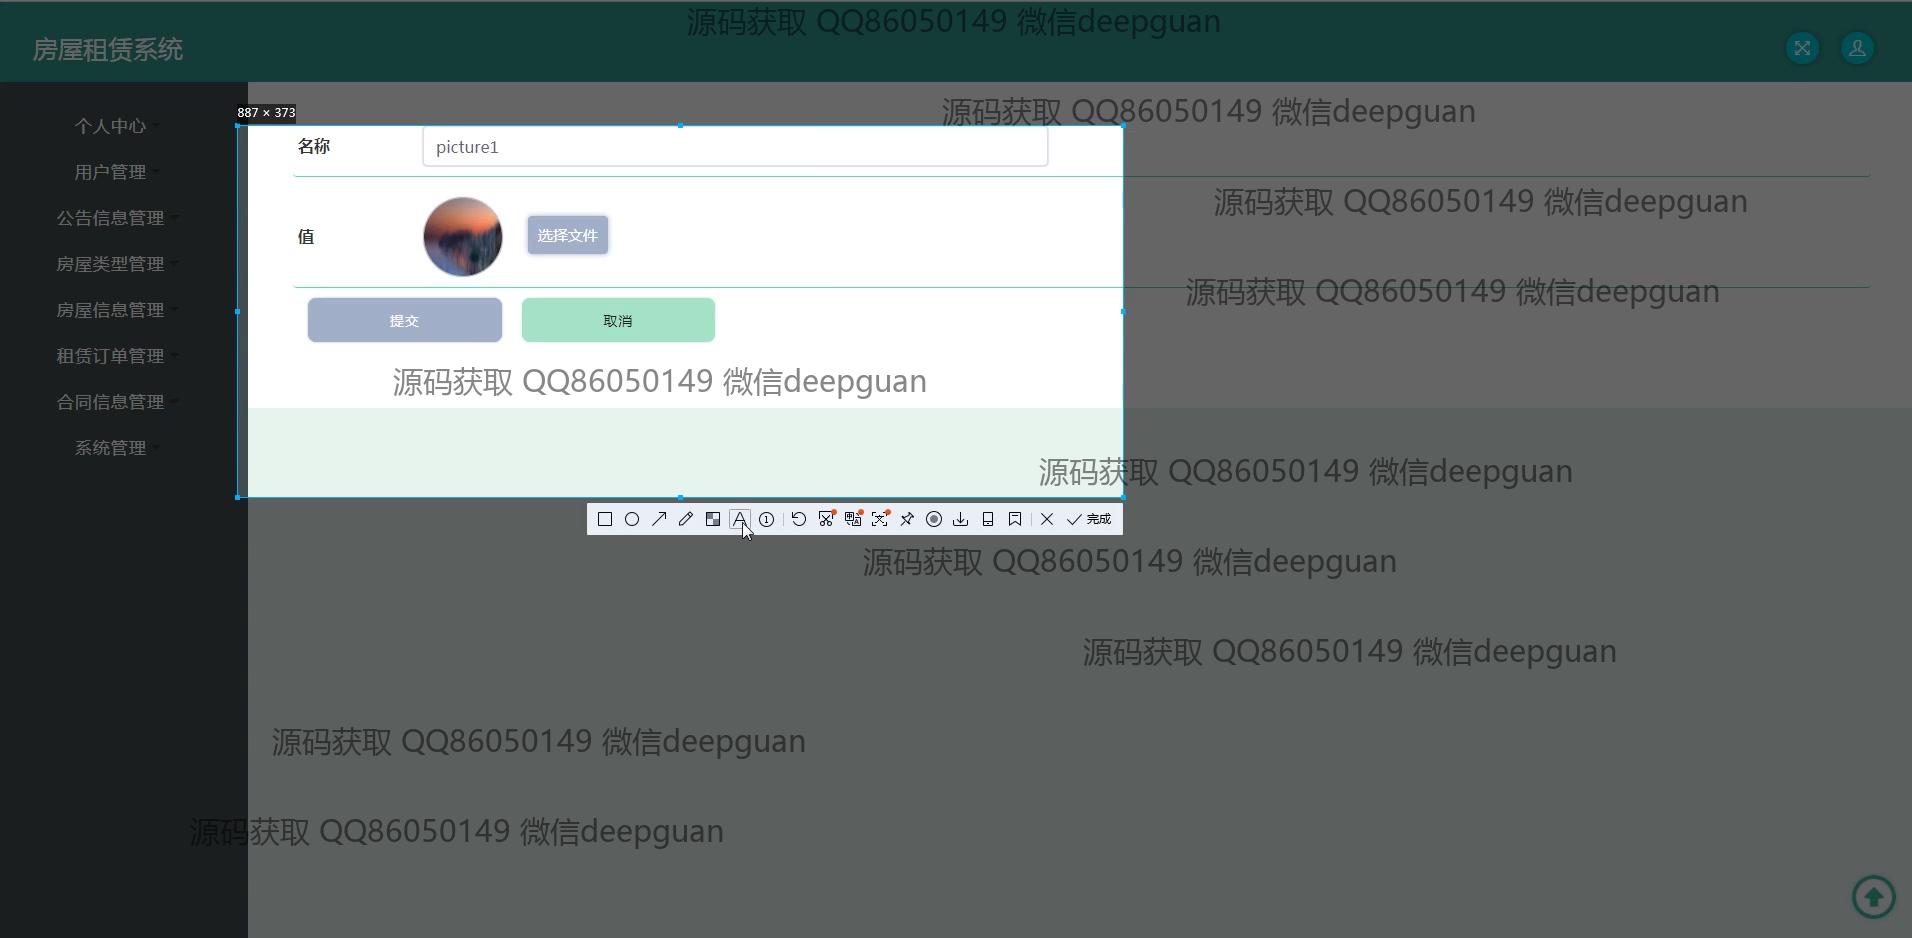 源码获取 QQ86050149 微信deepguan
房屋租赁系统
887 × 373
源码获取 QQ86050149 微信deepguan
个人中心
名称
picture1
用户管理
源码获取 QQ86050149 微信deepguan
公告信息管理
值
选择文件
房屋类型管理
源码获取 QQ86050149 微信deepguan
房屋信息管理
提交
取消
租赁订单管理
源码获取 QQ86050149 微信deepguan
合同信息管理
系统管理
源码获取 QQ86050149 微信deepguan
完成
源码获取 QQ86050149 微信deepguan
源码获取 QQ86050149 微信deepguan
源码获取 QQ86050149 微信deepguan
源码获取 QQ86050149 微信deepguan